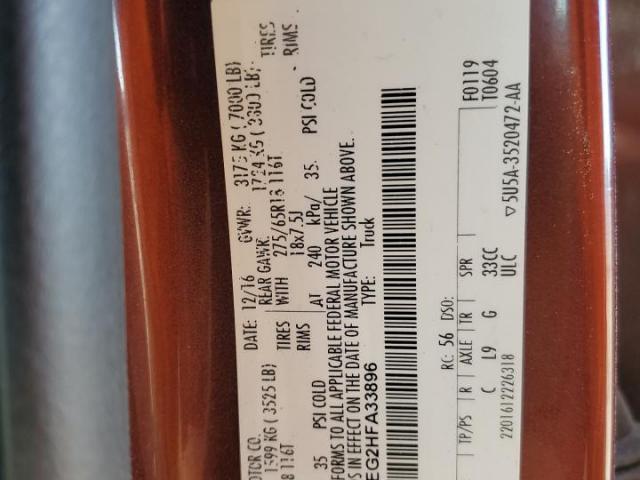 OTOR CO.
DATE: 12/16 GVWR: 3175 KG ( 7000 LB)
1599 KG ( 3525 LB) REAR GAWR: 1724 KG ( 3800 LB)
8 116T TIRES WITH 275/65R18 116T TIRES
RIMS 18x7.5J RIMS
35 PSI COLD AT 240 kPa/ 35 PSI COLD
FORMS TO ALL APPLICABLE FEDERAL MOTOR VEHICLE
S IN EFFECT ON THE DATE OF MANUFACTURE SHOWN ABOVE.
EG2HFA33896 TYPE: Truck
F0119
RC: 56 DSO: T0604
TP/PS R AXLE TR SPR
C L9 G 33CC
ULC
2201612226318 ▽5U5A-3520472-AA